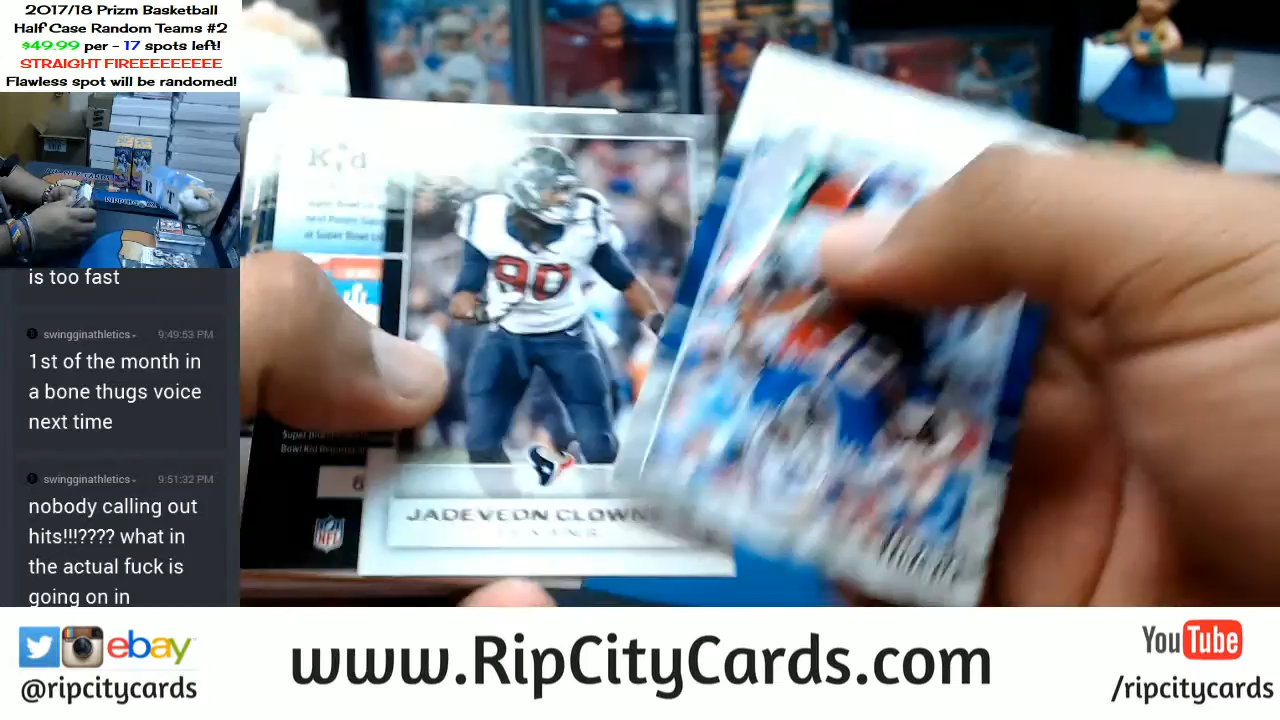 2017/18 Prizm Basketball
Half Case Random Teams #2
$49.99 per - 17 spots left!
STRAIGHT FIREEEEEEEEE
Flawless spot will be randomed!
is too fast
swingginathletics 9:49:53 PM
1st of the month in
a bone thugs voice
next time
swingginathletics 9:51:32 PM
nobody calling out
hits!!!???? what in
the actual fuck is
going on in
90
JADEVEON CLOWN
NFL
ebay
@ripcitycards
www.RipCityCards.com
YouTube
/ripcitycards